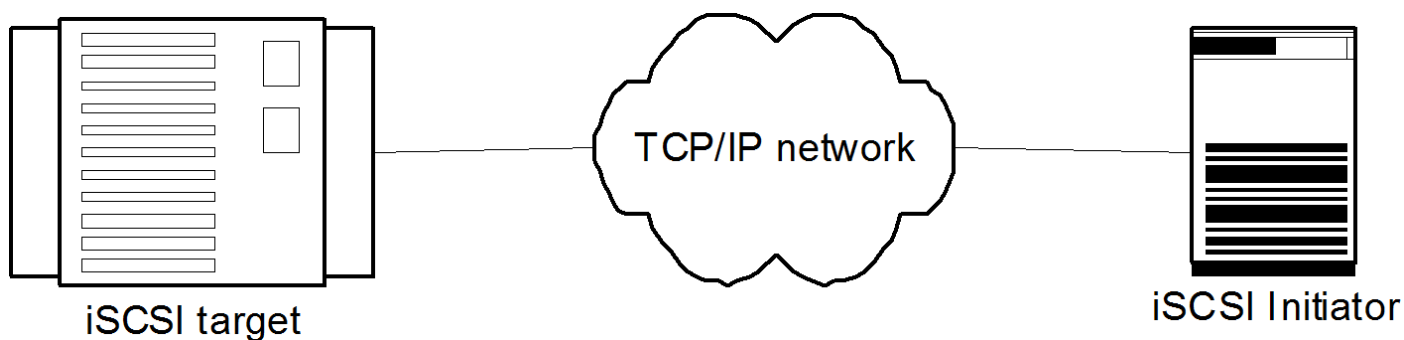 TCP/IP network
iSCSI target
iSCSI Initiator